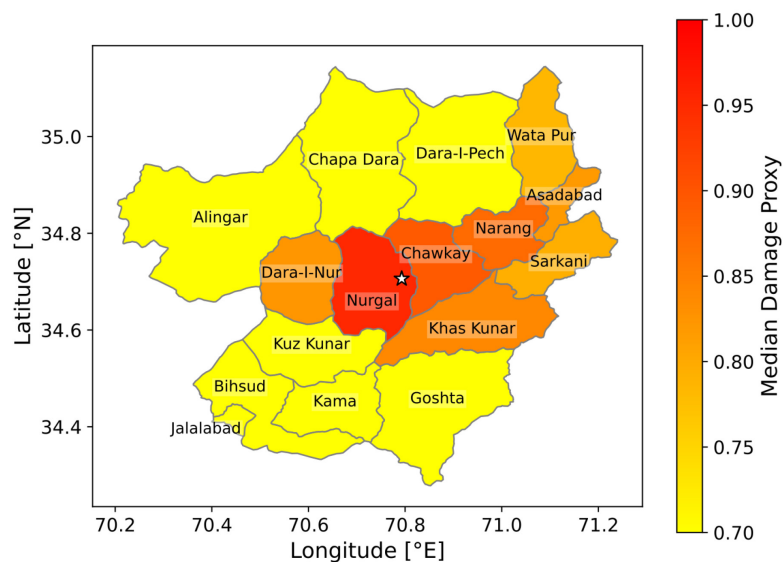 1.00
0.95
0.90
0.85
0.80
0.75
0.70
Median Damage Proxy
35.0
34.8
34.6
34.4
Latitude [°N]
70.2 70.4 70.6 70.8 71.0 71.2
Longitude [°E]
Wata Pur
Chapa Dara
Dara-I-Pech
Asadabad
Alingar
Narang
Chawkay
Sarkani
Dara-I-Nur
Nurgal
Khas Kunar
Kuz Kunar
Bihsud
Kama
Goshta
Jalalabad